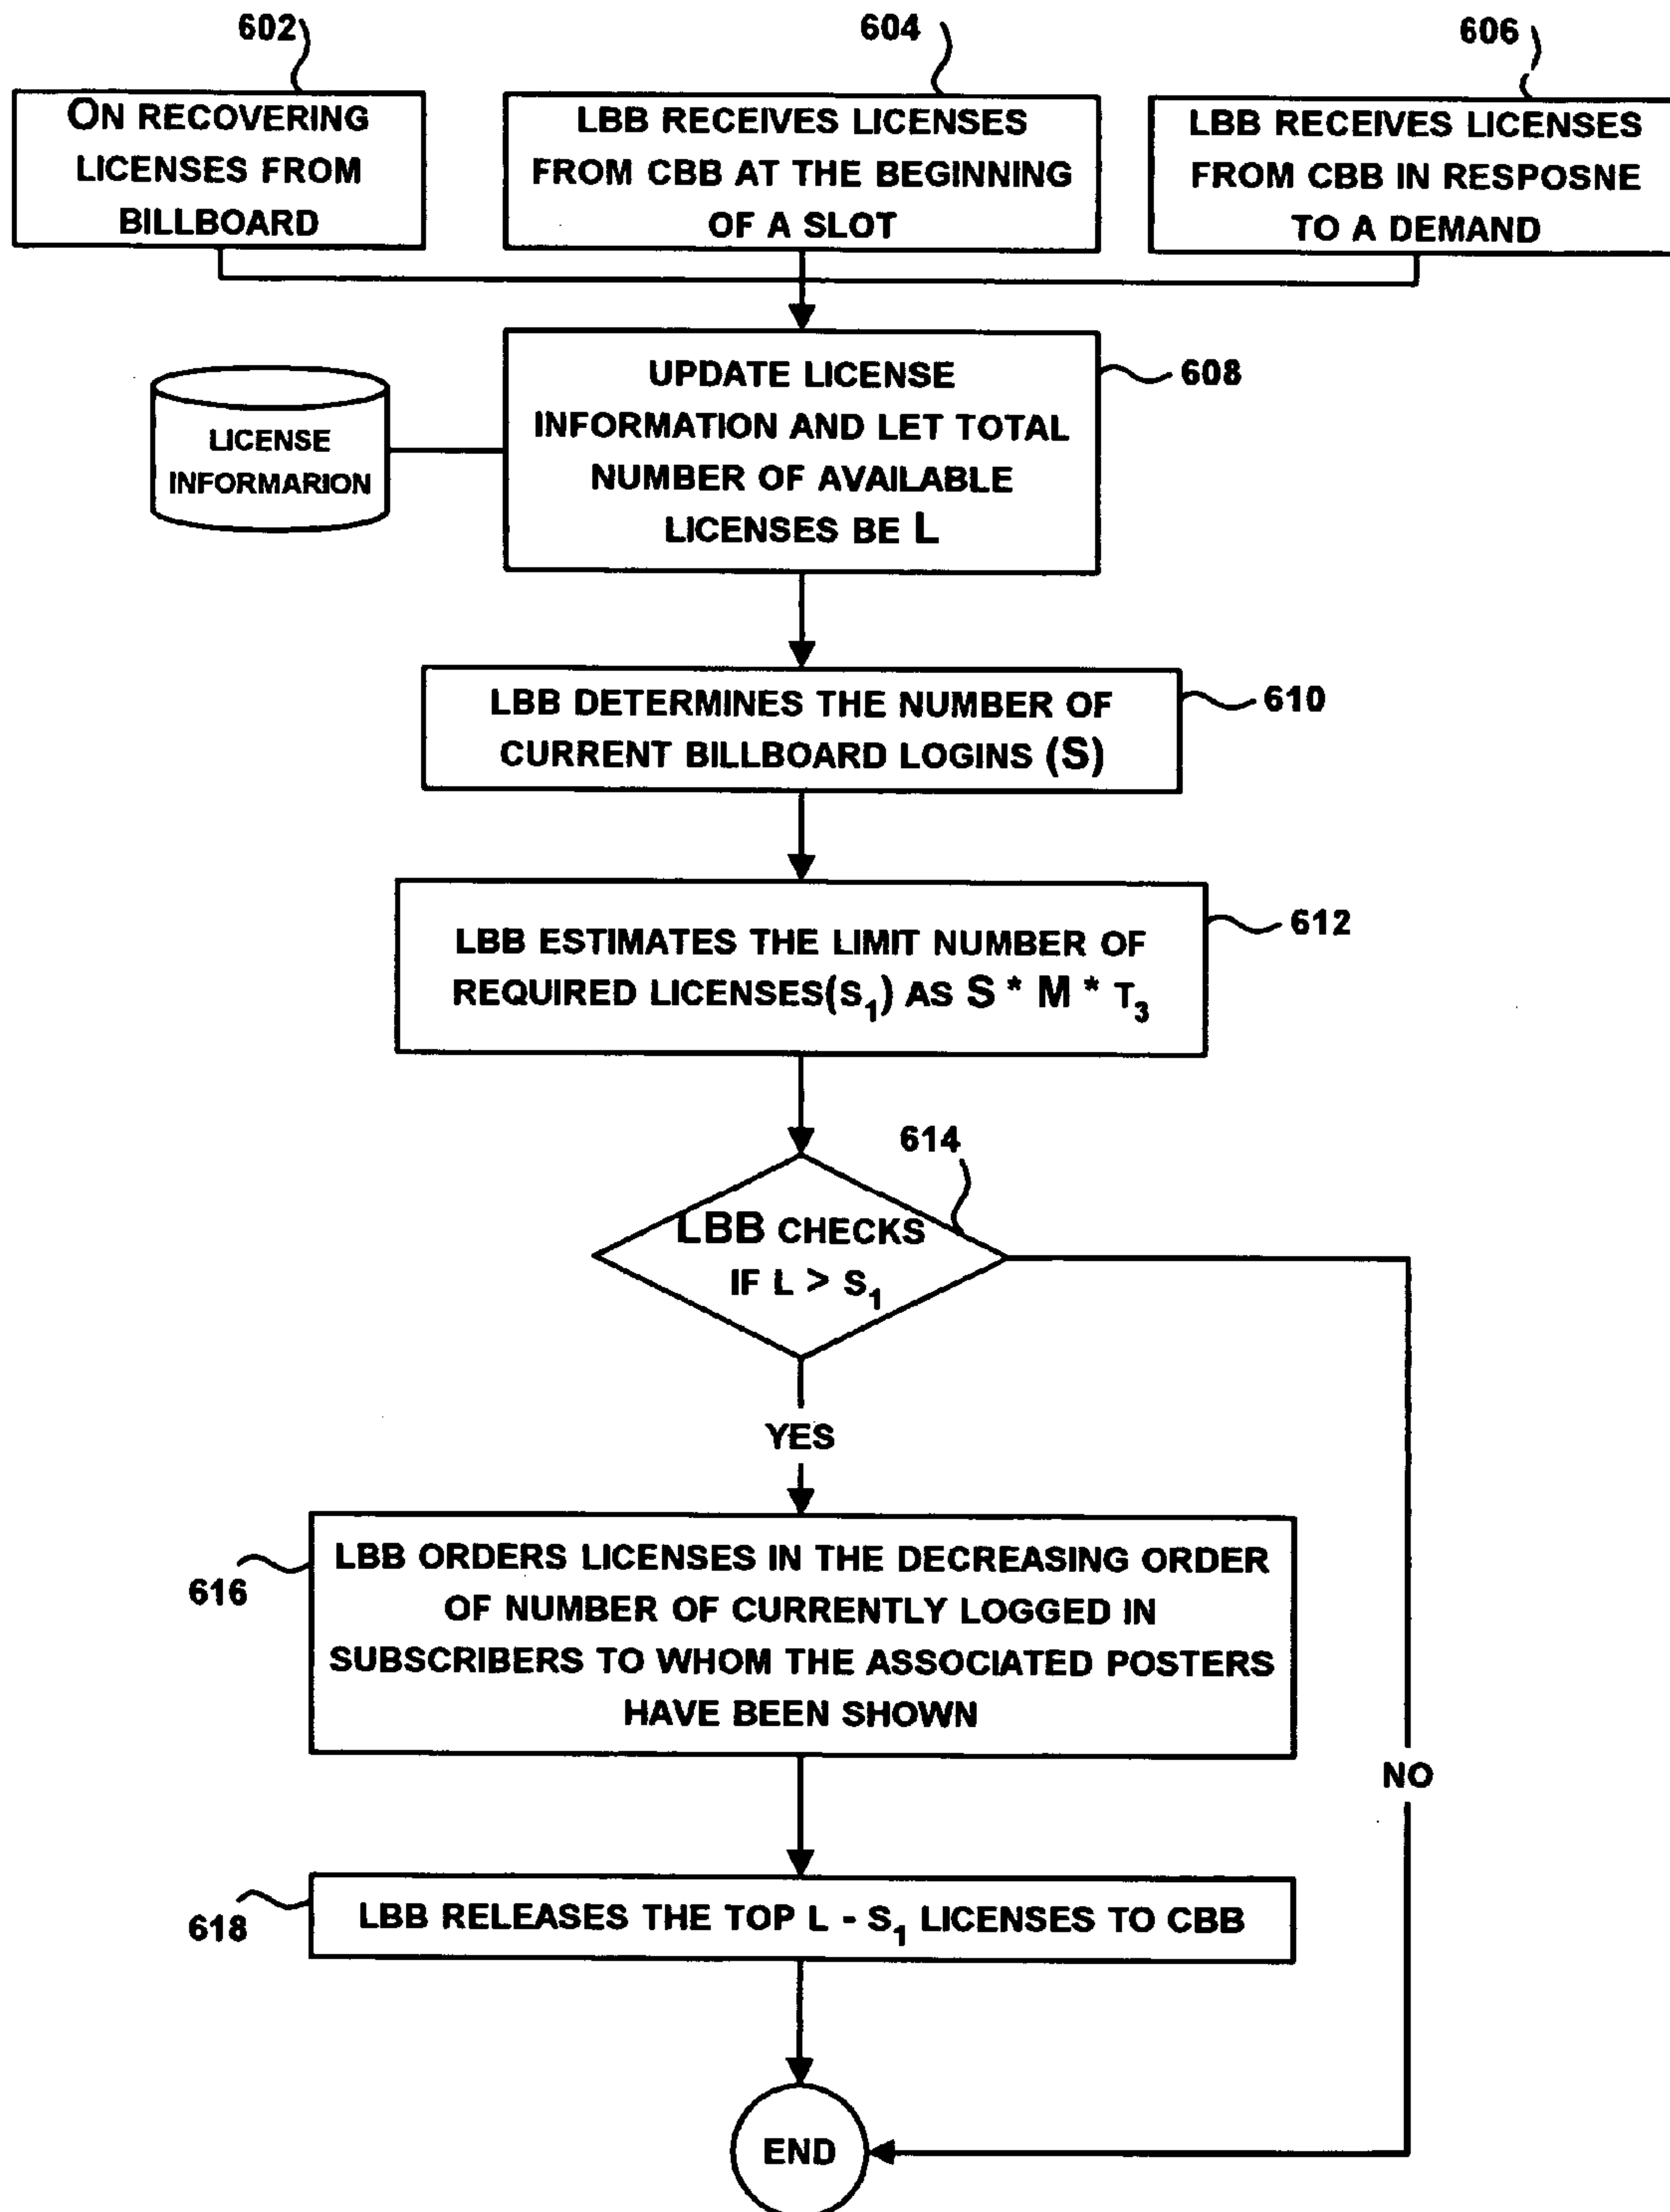 602
604
606
ON RECOVERING
LICENSES FROM
BILLBOARD
LBB RECEIVES LICENSES
FROM CBB AT THE BEGINNING
OF A SLOT
LBB RECEIVES LICENSES
FROM CBB IN RESPOSNE
TO A DEMAND
LICENSE
INFORMARION
UPDATE LICENSE
INFORMATION AND LET TOTAL
NUMBER OF AVAILABLE
LICENSES BE L
608
LBB DETERMINES THE NUMBER OF
CURRENT BILLBOARD LOGINS (S)
610
LBB ESTIMATES THE LIMIT NUMBER OF
REQUIRED LICENSES(S₁) AS S * M * T₃
612
614
LBB CHECKS
IF L > S₁
YES
LBB ORDERS LICENSES IN THE DECREASING ORDER
OF NUMBER OF CURRENTLY LOGGED IN
SUBSCRIBERS TO WHOM THE ASSOCIATED POSTERS
HAVE BEEN SHOWN
616
NO
LBB RELEASES THE TOP L - S₁ LICENSES TO CBB
618
END